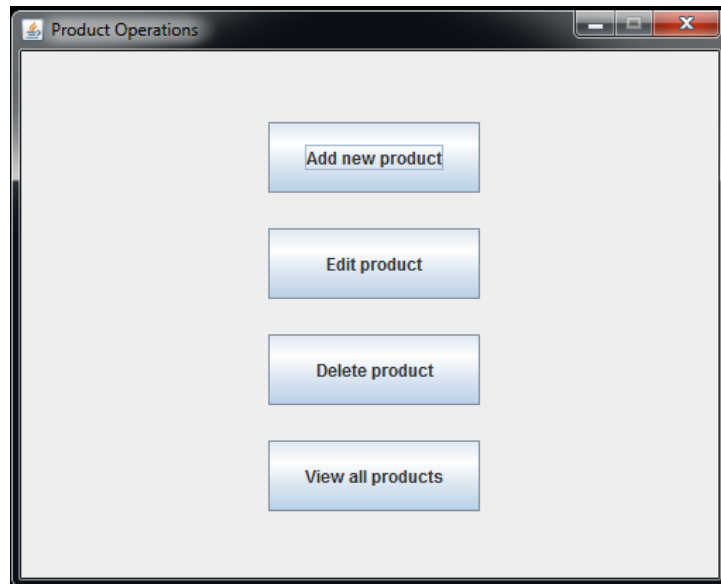 Product Operations
Add new product
Edit product
Delete product
View all products